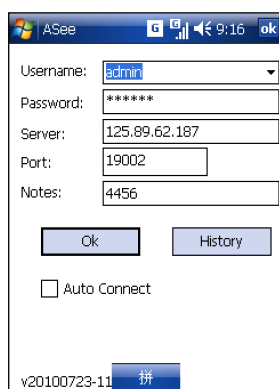 ASee G G 9:16 ok
Username: admin
Password: ******
Server: 125.89.62.187
Port: 19002
Notes: 4456
Ok History
Auto Connect
v20100723-11 拼